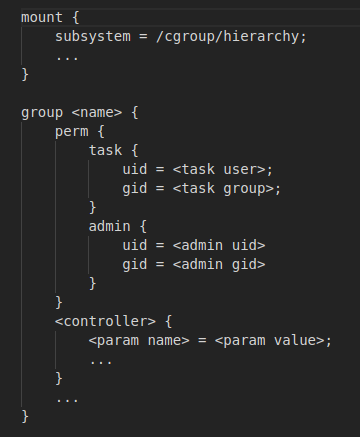 mount {
    subsystem = /cgroup/hierarchy;
    ...
}

group <name> {
    perm {
        task {
            uid = <task user>;
            gid = <task group>;
        }
        admin {
            uid = <admin uid>
            gid = <admin gid>
        }
    }
    <controller> {
        <param name> = <param value>;
        ...
    }
    ...
}